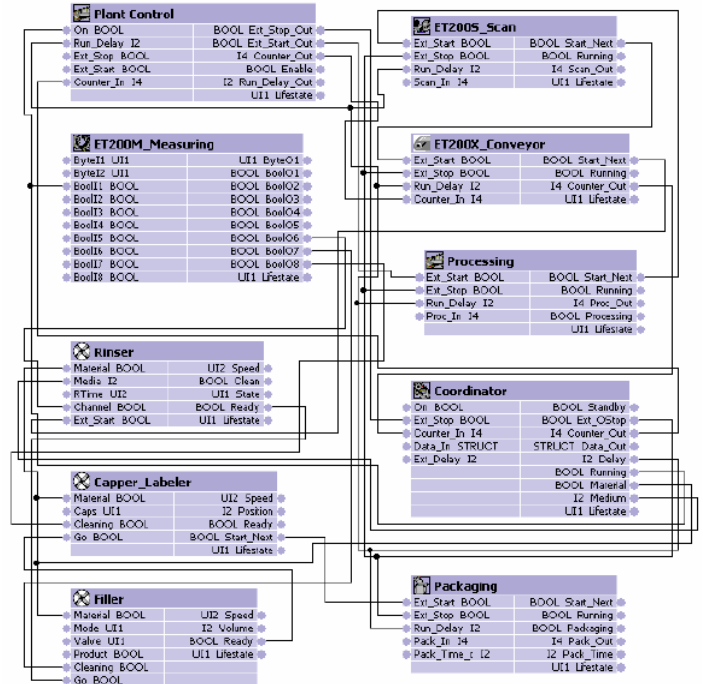 Plant Control
On BOOL BOOL Ext_Stop_Out
Run_Delay I2 BOOL Ext_Start_Out
Ext_Stop BOOL I4 Counter_Out
Ext_Start BOOL BOOL Enable
Counter_In I4 I2 Run_Delay_Out
UI1 Lifestate
ET200S_Scan
Ext_Start BOOL BOOL Start_Next
Ext_Stop BOOL BOOL Running
Run_Delay I2 I4 Scan_Out
Scan_In I4 UI1 Lifestate
ET200M_Measuring
ByteI1 UI1 UI1 ByteO1
ByteI2 UI1 BOOL BoolO1
BoolI1 BOOL BOOL BoolO2
BoolI2 BOOL BOOL BoolO3
BoolI3 BOOL BOOL BoolO4
BoolI4 BOOL BOOL BoolO5
BoolI5 BOOL BOOL BoolO6
BoolI6 BOOL BOOL BoolO7
BoolI7 BOOL BOOL BoolO8
BoolI8 BOOL UI1 Lifestate
ET200X_Conveyor
Ext_Start BOOL BOOL Start_Next
Ext_Stop BOOL BOOL Running
Run_Delay I2 I4 Counter_Out
Counter_In I4 UI1 Lifestate
Processing
Ext_Start BOOL BOOL Start_Next
Ext_Stop BOOL BOOL Running
Run_Delay I2 I4 Proc_Out
Proc_In I4 BOOL Processing
UI1 Lifestate
Rinser
Material BOOL UI2 Speed
Media I2 BOOL Clean
RTime UI2 UI1 State
Channel BOOL BOOL Ready
Ext_Start BOOL UI1 Lifestate
Coordinator
On BOOL BOOL Standby
Ext_Stop BOOL BOOL Ext_OStop
Counter_In I4 I4 Counter_Out
Data_In STRUCT STRUCT Data_Out
Ext_Delay I2 I2 Delay
BOOL Running
BOOL Material
I2 Medium
UI1 Lifestate
Capper_Labeler
Material BOOL UI2 Speed
Caps UI1 I2 Position
Cleaning BOOL BOOL Ready
Go BOOL BOOL Start_Next
UI1 Lifestate
Filler
Material BOOL UI2 Speed
Mode UI1 I2 Volume
Valve UI1 BOOL Ready
Product BOOL UI1 Lifestate
Cleaning BOOL
Go BOOL
Packaging
Ext_Start BOOL BOOL Start_Next
Ext_Stop BOOL BOOL Running
Run_Delay I2 BOOL Packaging
Pack_In I4 I4 Pack_Out
Pack_Time_c I2 I2 Pack_Time
UI1 Lifestate